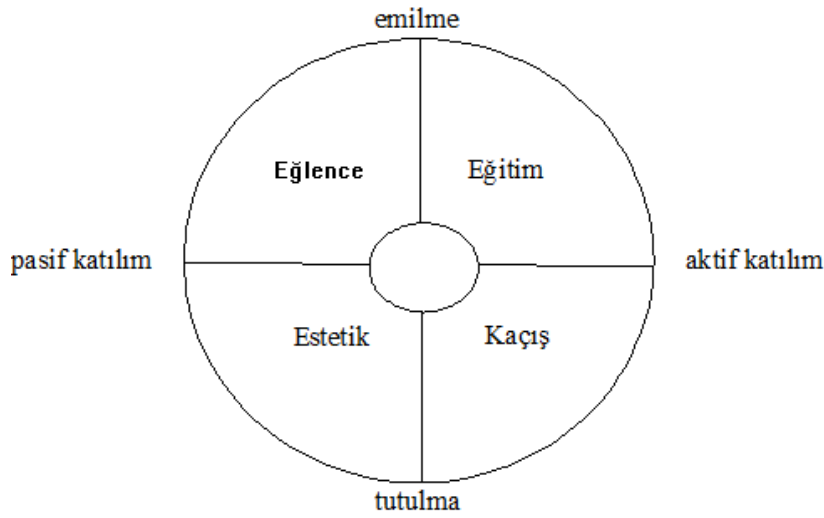 emilme
Eğlence
Eğitim
pasif katılım
aktif katılım
Estetik
Kaçış
tutulma